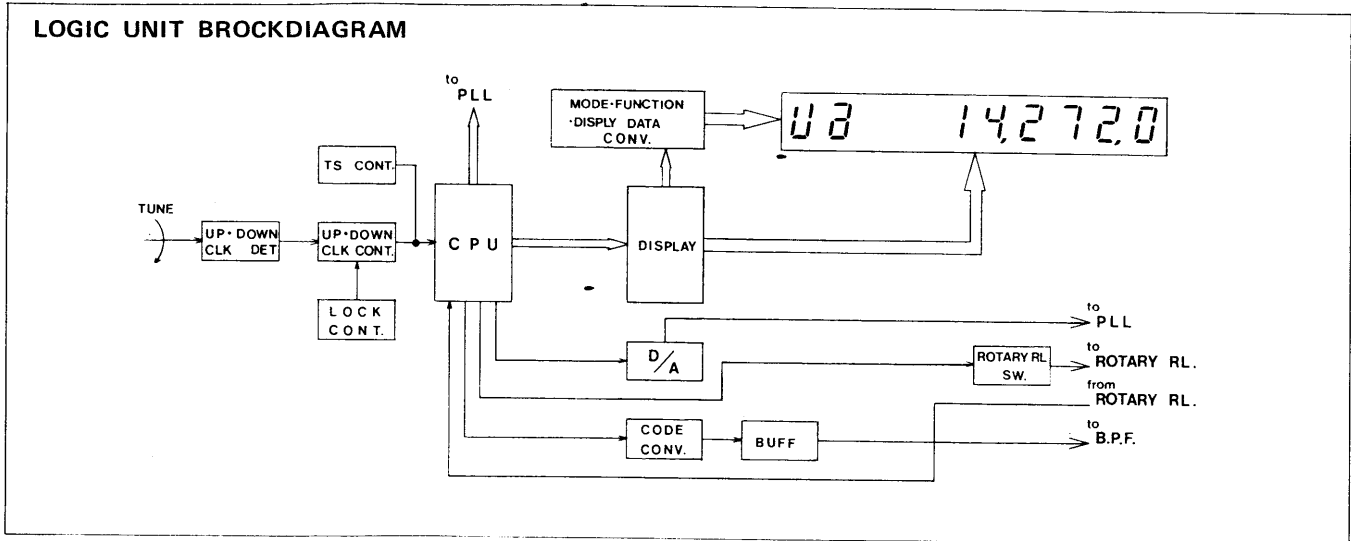 LOGIC UNIT BROCKDIAGRAM
to
PLL
MODE·FUNCTION
·DISPLY DATA
CONV.
14,272.0
TS CONT.
TUNE
UP·DOWN
CLK DET
UP·DOWN
CLK CONT.
CPU
DISPLAY
LOCK
CONT.
D/A
to
PLL
ROTARY RL
SW.
to
ROTARY RL.
from
ROTARY RL.
CODE
CONV.
BUFF
to
B.P.F.